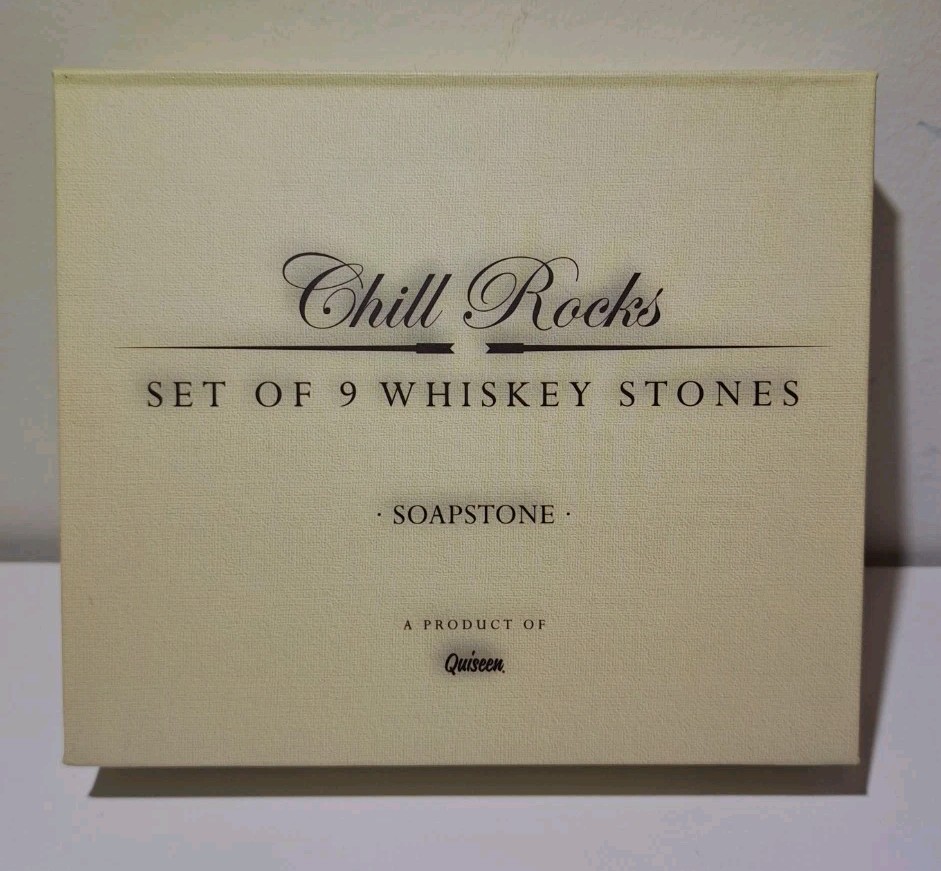 Chill Rocks
SET OF 9 WHISKEY STONES
· SOAPSTONE ·
A PRODUCT OF
Quiseen